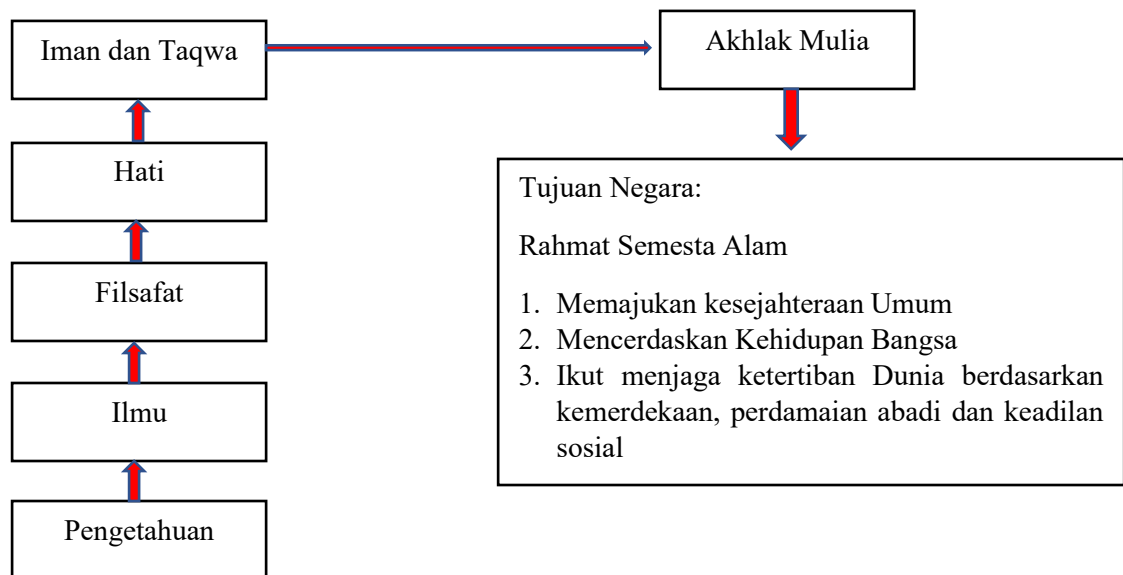 Iman dan Taqwa
Akhlak Mulia
Hati
Filsafat
Ilmu
Pengetahuan
Tujuan Negara:
Rahmat Semesta Alam
1. Memajukan kesejahteraan Umum
2. Mencerdaskan Kehidupan Bangsa
3. Ikut menjaga ketertiban Dunia berdasarkan
kemerdekaan, perdamaian abadi dan keadilan
sosial